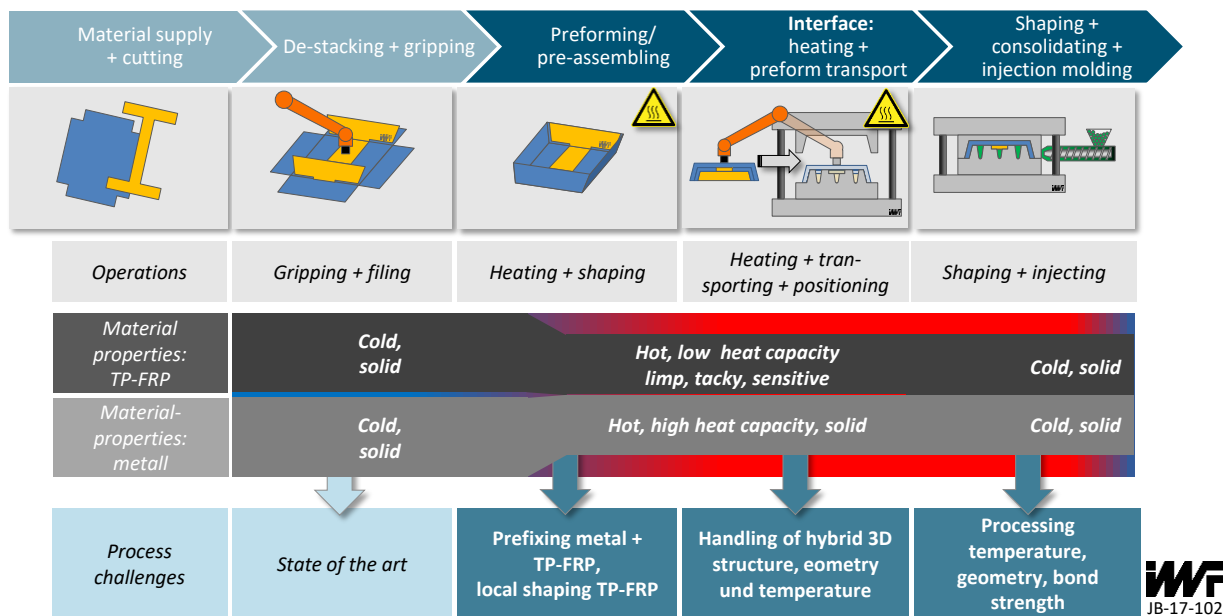 Material supply
+ cutting
De-stacking + gripping
Preforming/
pre-assembling
Interface:
heating +
preform transport
Shaping +
consolidating +
injection molding
Operations
Gripping + filing
Heating + shaping
Heating + tran-
sporting + positioning
Shaping + injecting
Material
properties:
TP-FRP
Cold,
solid
Hot, low heat capacity
limp, tacky, sensitive
Cold, solid
Material-
properties:
metall
Cold,
solid
Hot, high heat capacity, solid
Cold, solid
Process
challenges
State of the art
Prefixing metal +
TP-FRP,
local shaping TP-FRP
Handling of hybrid 3D
structure, eometry
und temperature
Processing
temperature,
geometry, bond
strength
iWF
JB-17-102